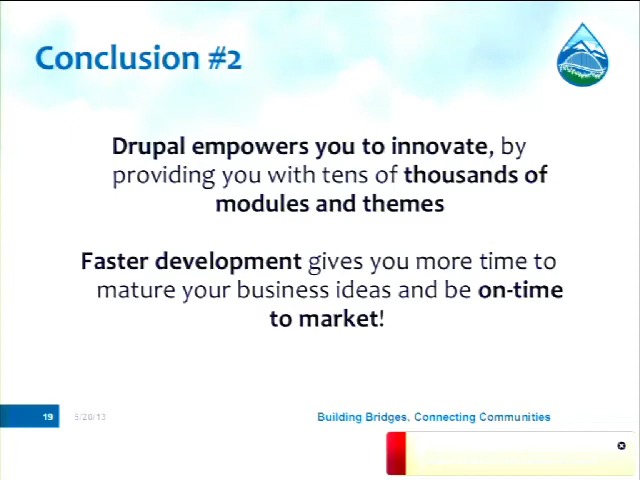 Conclusion #2
Drupal empowers you to innovate, by
providing you with tens of thousands of
modules and themes
Faster development gives you more time to
mature your business ideas and be on-time
to market!
19
5/20/13
Building Bridges, Connecting Communities